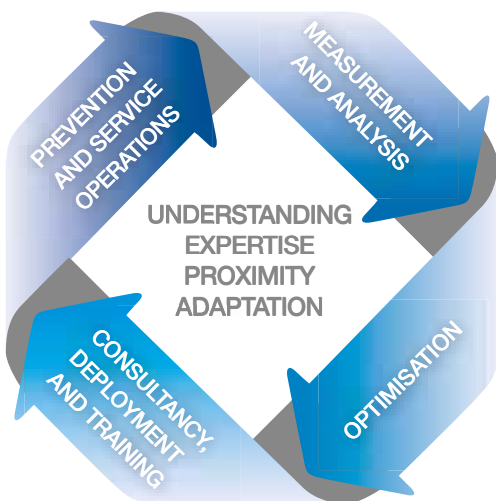 PREVENTION
AND SERVICE
OPERATIONS
MEASUREMENT
AND ANALYSIS
UNDERSTANDING
EXPERTISE
PROXIMITY
ADAPTATION
CONSULTANCY,
DEPLOYMENT
AND TRAINING
OPTIMISATION